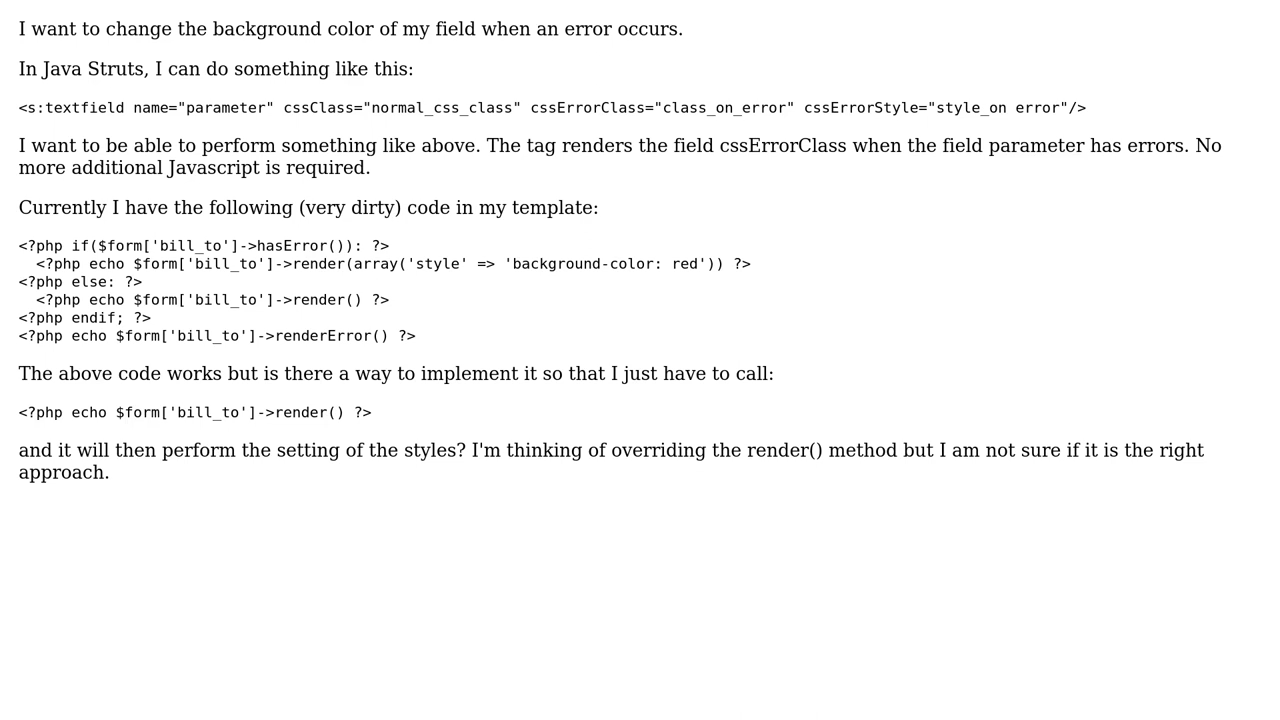 I want to change the background color of my field when an error occurs.
In Java Struts, I can do something like this:
<s:textfield name="parameter" cssClass="normal_css_class" cssErrorClass="class_on_error" cssErrorStyle="style_on error"/>
I want to be able to perform something like above. The tag renders the field cssErrorClass when the field parameter has errors. No
more additional Javascript is required.
Currently I have the following (very dirty) code in my template:
<?php if($form['bill_to']->hasError()): ?>
  <?php echo $form['bill_to']->render(array('style' => 'background-color: red')) ?>
<?php else: ?>
  <?php echo $form['bill_to']->render() ?>
<?php endif; ?>
<?php echo $form['bill_to']->renderError() ?>
The above code works but is there a way to implement it so that I just have to call:
<?php echo $form['bill_to']->render() ?>
and it will then perform the setting of the styles? I'm thinking of overriding the render() method but I am not sure if it is the right
approach.